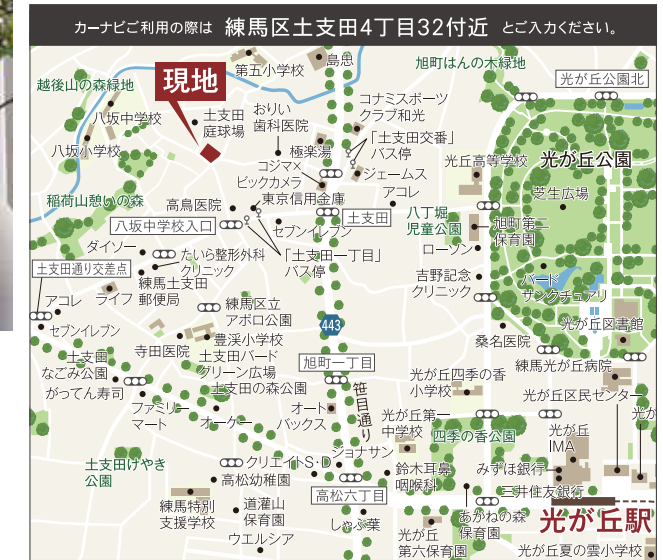 カーナビご利用の際は 練馬区土支田4丁目32付近 とご入力ください。
島忠
第五小学校
旭町はんの木緑地
光が丘公園北
越後山の森緑地
現地
コナミスポーツ
クラブ和光
八坂中学校
土支田
庭球場
おりい
歯科医院
「土支田交番」
バス停
八坂小学校
極楽湯
光丘高等学校
光が丘公園
コジマ×
ビックカメラ
ジェームス
稲荷山憩いの森
高鳥医院
東京信用金庫
アコレ
芝生広場
八坂中学校入口
セブンイレブン
土支田
八丁堀
児童公園
旭町第二
保育園
ダイソー
たいら整形外科
クリニック
「土支田一丁目」
バス停
ローソン
土支田通り交差点
練馬土支田
郵便局
吉野記念
クリニック
バード
サンクチュアリ
アコレ
ライフ
練馬区立
アポロ公園
443
セブンイレブン
光が丘図書館
寺田医院
豊渓小学校
桑名医院
土支田
なごみ公園
土支田バード
グリーン広場
旭町一丁目
練馬光が丘病院
がってん寿司
土支田の森公園
笹目通り
光が丘四季の香
小学校
光が丘区民センター
ファミリー
マート
オーケー
オート
バックス
光が丘第一
中学校
四季の香公園
光が丘
IMA
光が
土支田けやき
公園
クリエイトS・D
ジョナサン
鈴木耳鼻
咽喉科
みずほ銀行
高松幼稚園
三井住友銀行
練馬特別
支援学校
道灌山
保育園
高松六丁目
しゃぶ葉
あかねの森
保育園
光が丘駅
ウエルシア
光が丘
第六保育園
光が丘夏の雲小学校